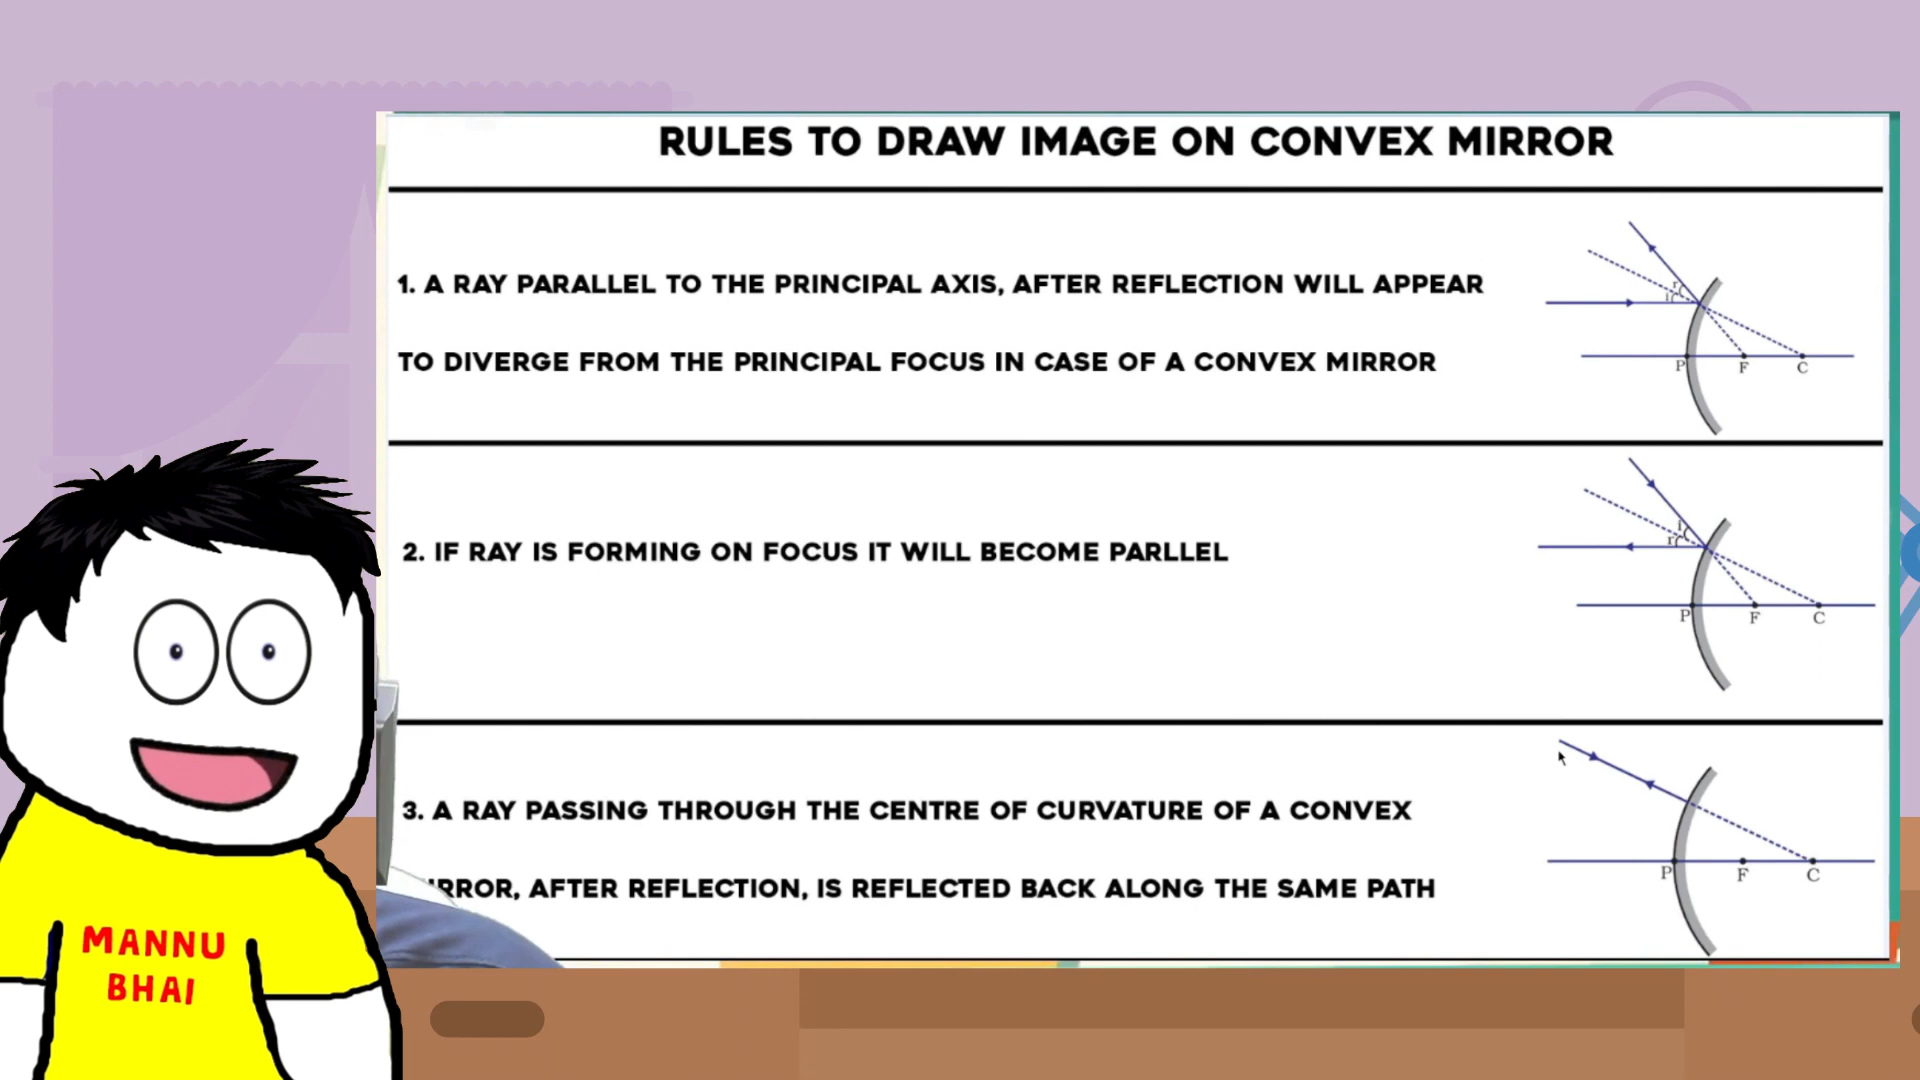 RULES TO DRAW IMAGE ON CONVEX MIRROR
1. A RAY PARALLEL TO THE PRINCIPAL AXIS, AFTER REFLECTION WILL APPEAR
TO DIVERGE FROM THE PRINCIPAL FOCUS IN CASE OF A CONVEX MIRROR
r
i
P F C
2. IF RAY IS FORMING ON FOCUS IT WILL BECOME PARLLEL
i
r
P F C
3. A RAY PASSING THROUGH THE CENTRE OF CURVATURE OF A CONVEX
RROR, AFTER REFLECTION, IS REFLECTED BACK ALONG THE SAME PATH
P F C
MANNU
BHAI